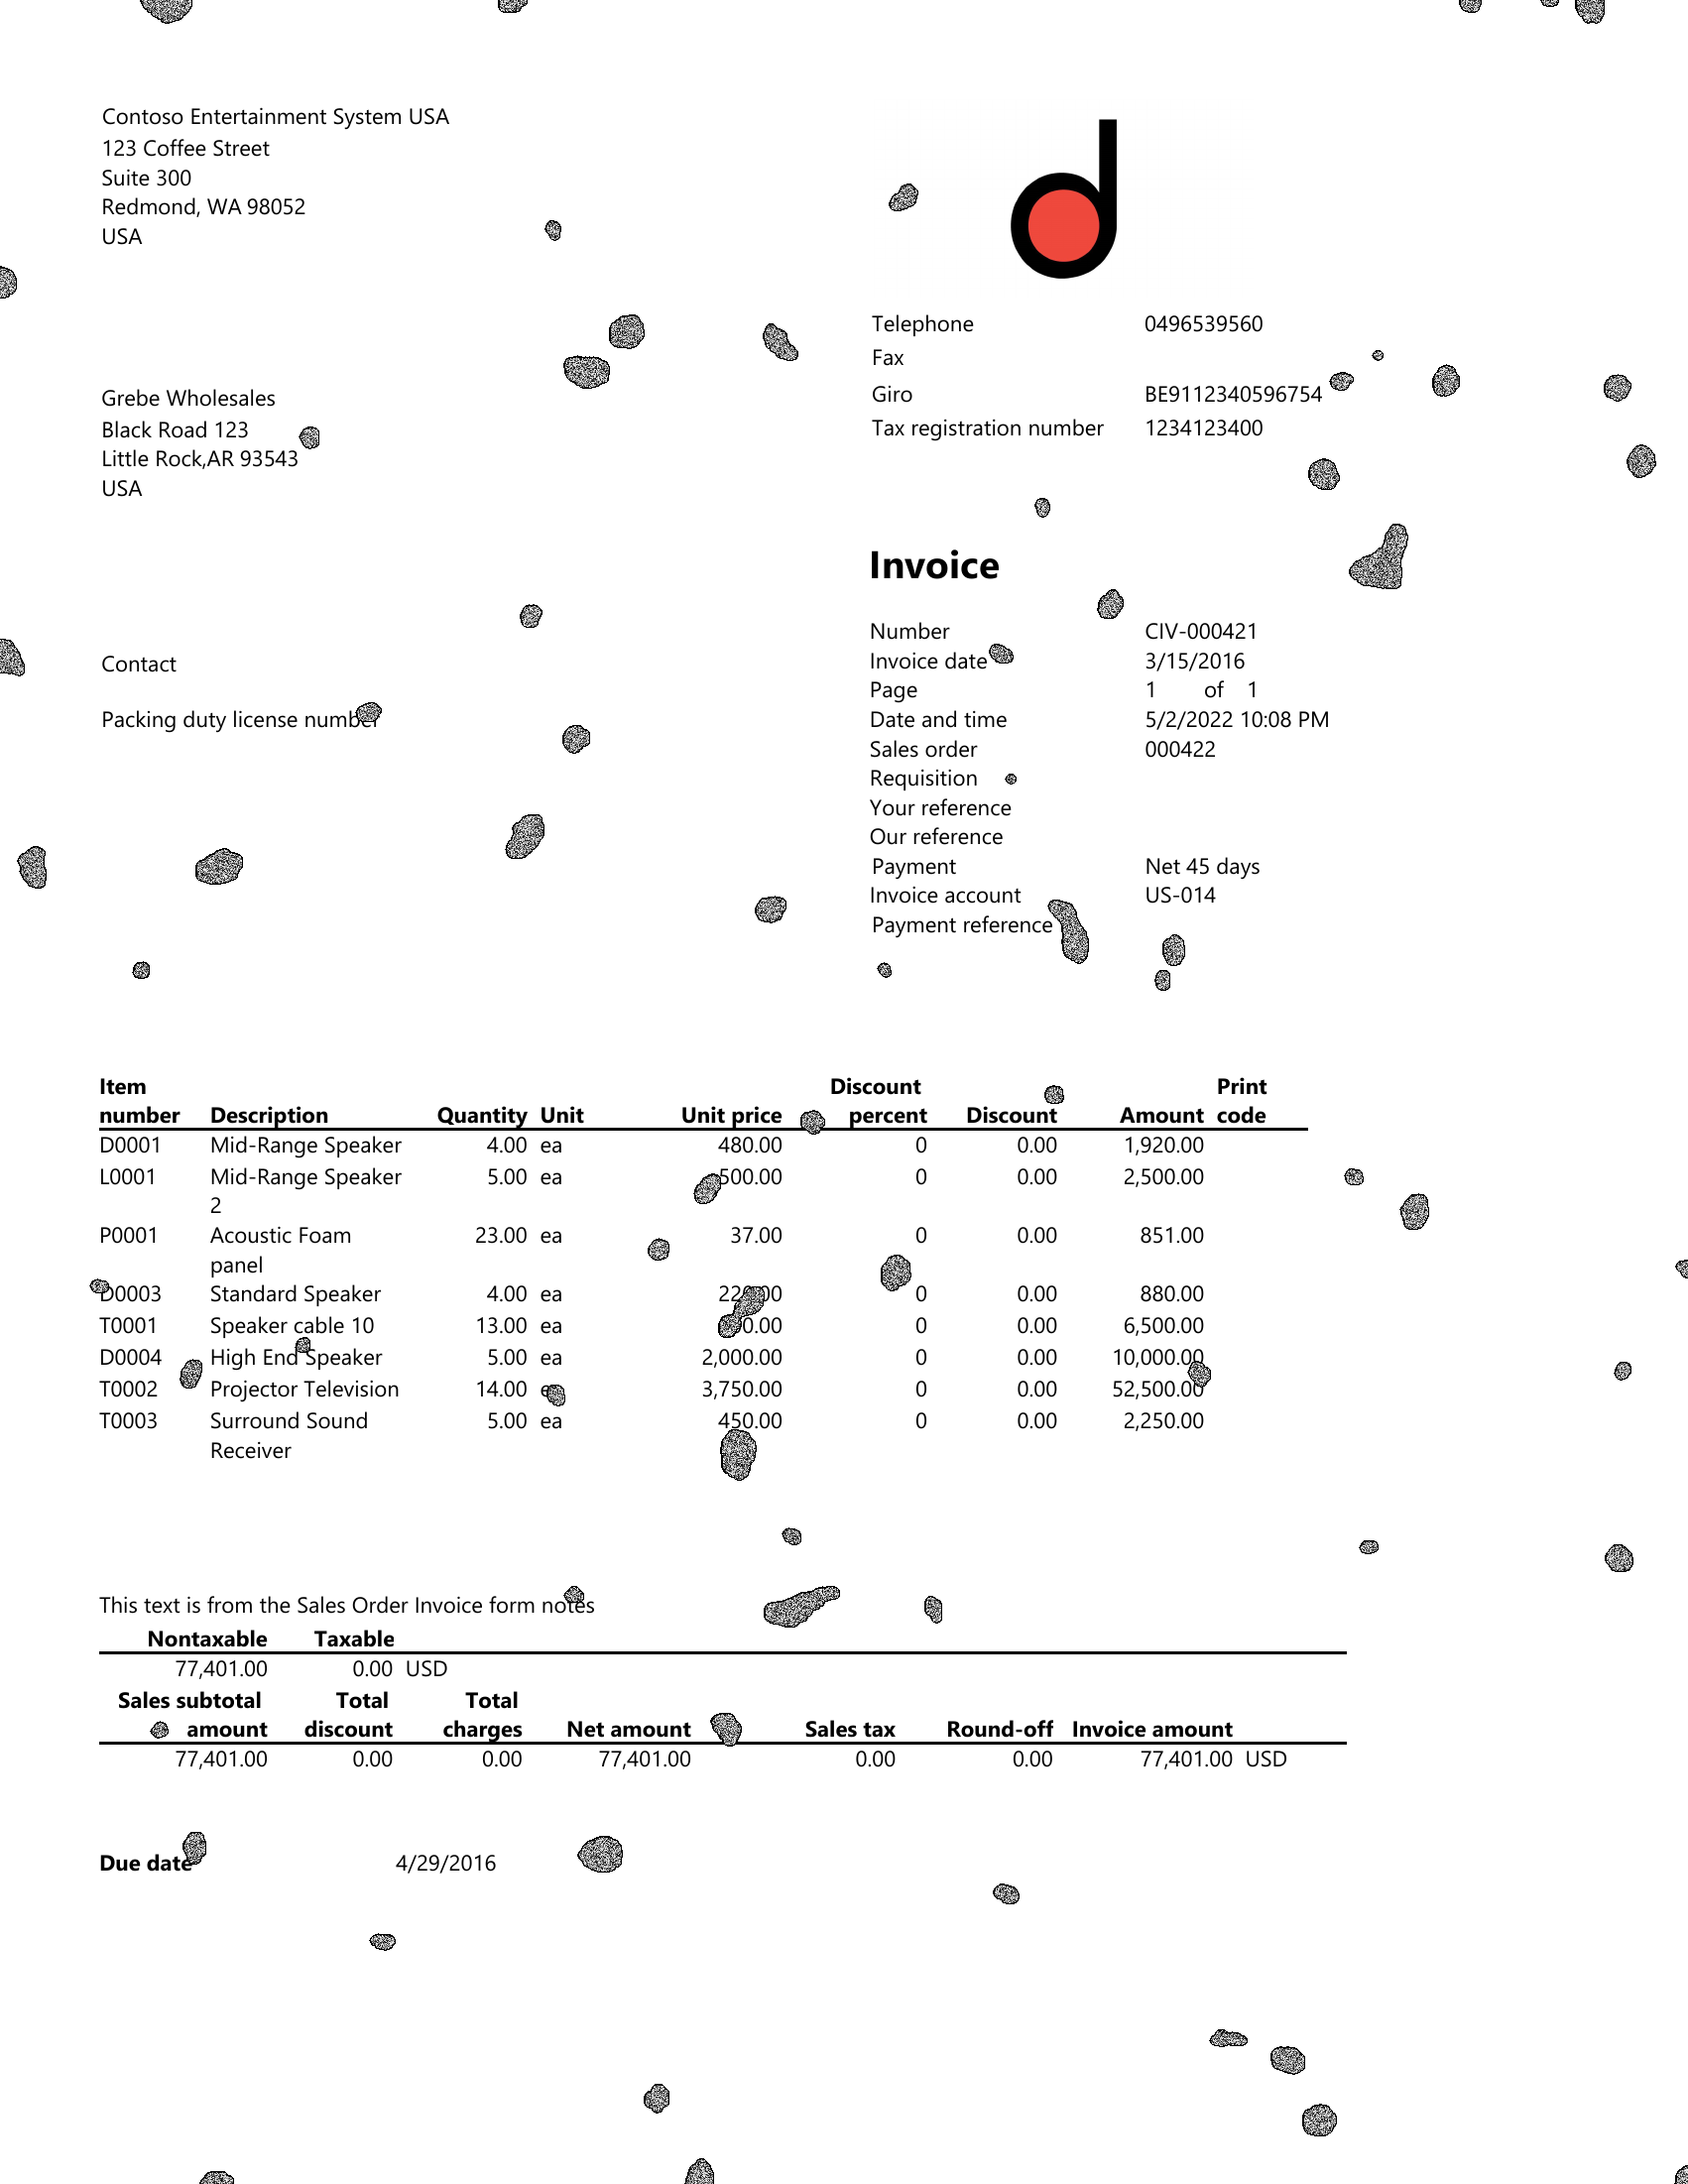 Contoso Entertainment System USA
123 Coffee Street
Suite 300
Redmond, WA 98052
USA
Telephone 0496539560
Fax
Giro BE9112340596754
Tax registration number 1234123400
Grebe Wholesales
Black Road 123
Little Rock,AR 93543
USA
Invoice
Number CIV-000421
Invoice date 3/15/2016
Page 1 of 1
Date and time 5/2/2022 10:08 PM
Sales order 000422
Requisition
Your reference
Our reference
Payment Net 45 days
Invoice account US-014
Payment reference
Contact
Packing duty license number
Item Discount Print
number Description Quantity Unit Unit price percent Discount Amount code
D0001 Mid-Range Speaker 4.00 ea 480.00 0 0.00 1,920.00
L0001 Mid-Range Speaker 5.00 ea 500.00 0 0.00 2,500.00
2
P0001 Acoustic Foam 23.00 ea 37.00 0 0.00 851.00
panel
D0003 Standard Speaker 4.00 ea 0 0.00 880.00
T0001 Speaker cable 10 13.00 ea 0 0.00 6,500.00
D0004 High End Speaker 5.00 ea 2,000.00 0 0.00 10,000.00
T0002 Projector Television 14.00 ea 3,750.00 0 0.00 52,500.00
T0003 Surround Sound 5.00 ea 450.00 0 0.00 2,250.00
Receiver
This text is from the Sales Order Invoice form notes
Nontaxable Taxable
77,401.00 0.00 USD
Sales subtotal Total Total
amount discount charges Net amount Sales tax Round-off Invoice amount
77,401.00 0.00 0.00 77,401.00 0.00 0.00 77,401.00 USD
Due date 4/29/2016